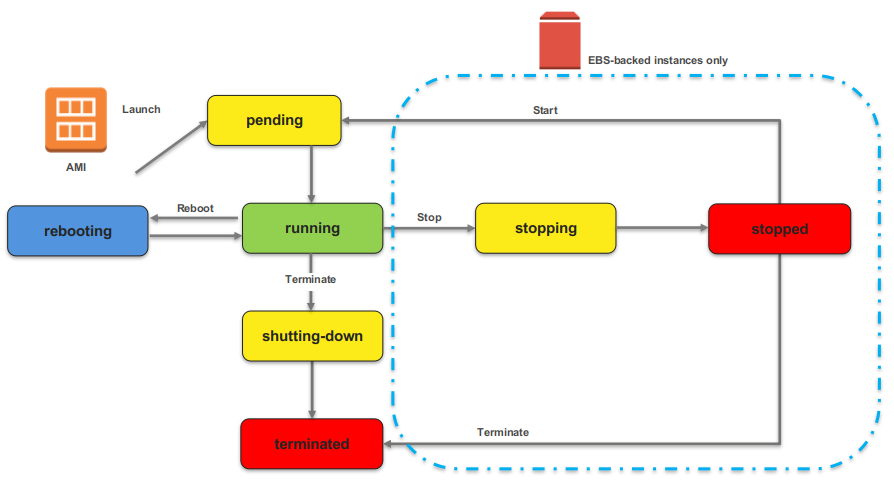 EBS-backed instances only
Launch
pending
Start
AMI
Reboot
rebooting
running
Stop
stopping
stopped
Terminate
shutting-down
Terminate
terminated